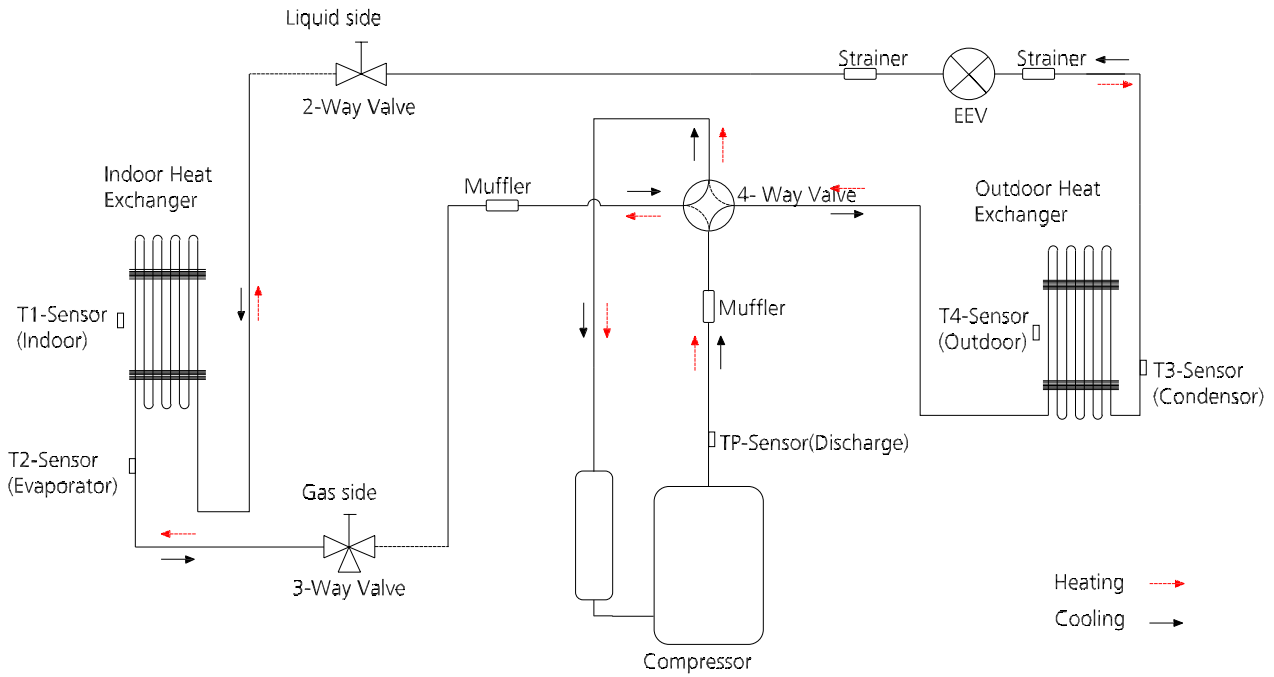 Liquid side
2-Way Valve
Strainer
EEV
Strainer
Indoor Heat
Exchanger
Muffler
4- Way Valve
Outdoor Heat
Exchanger
T1-Sensor
(Indoor)
Muffler
T4-Sensor
(Outdoor)
T3-Sensor
(Condensor)
TP-Sensor(Discharge)
T2-Sensor
(Evaporator)
Gas side
3-Way Valve
Compressor
Heating
Cooling